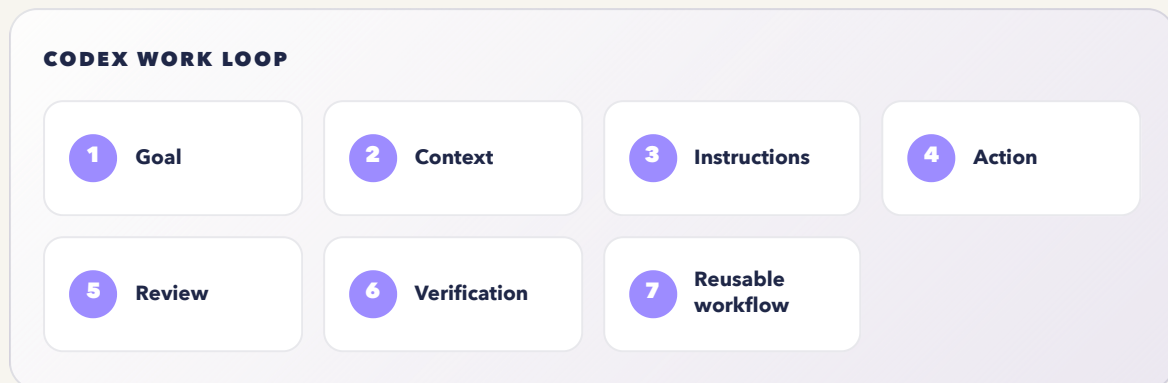 CODEX WORK LOOP
1 Goal
2 Context
3 Instructions
4 Action
5 Review
6 Verification
7 Reusable
workflow